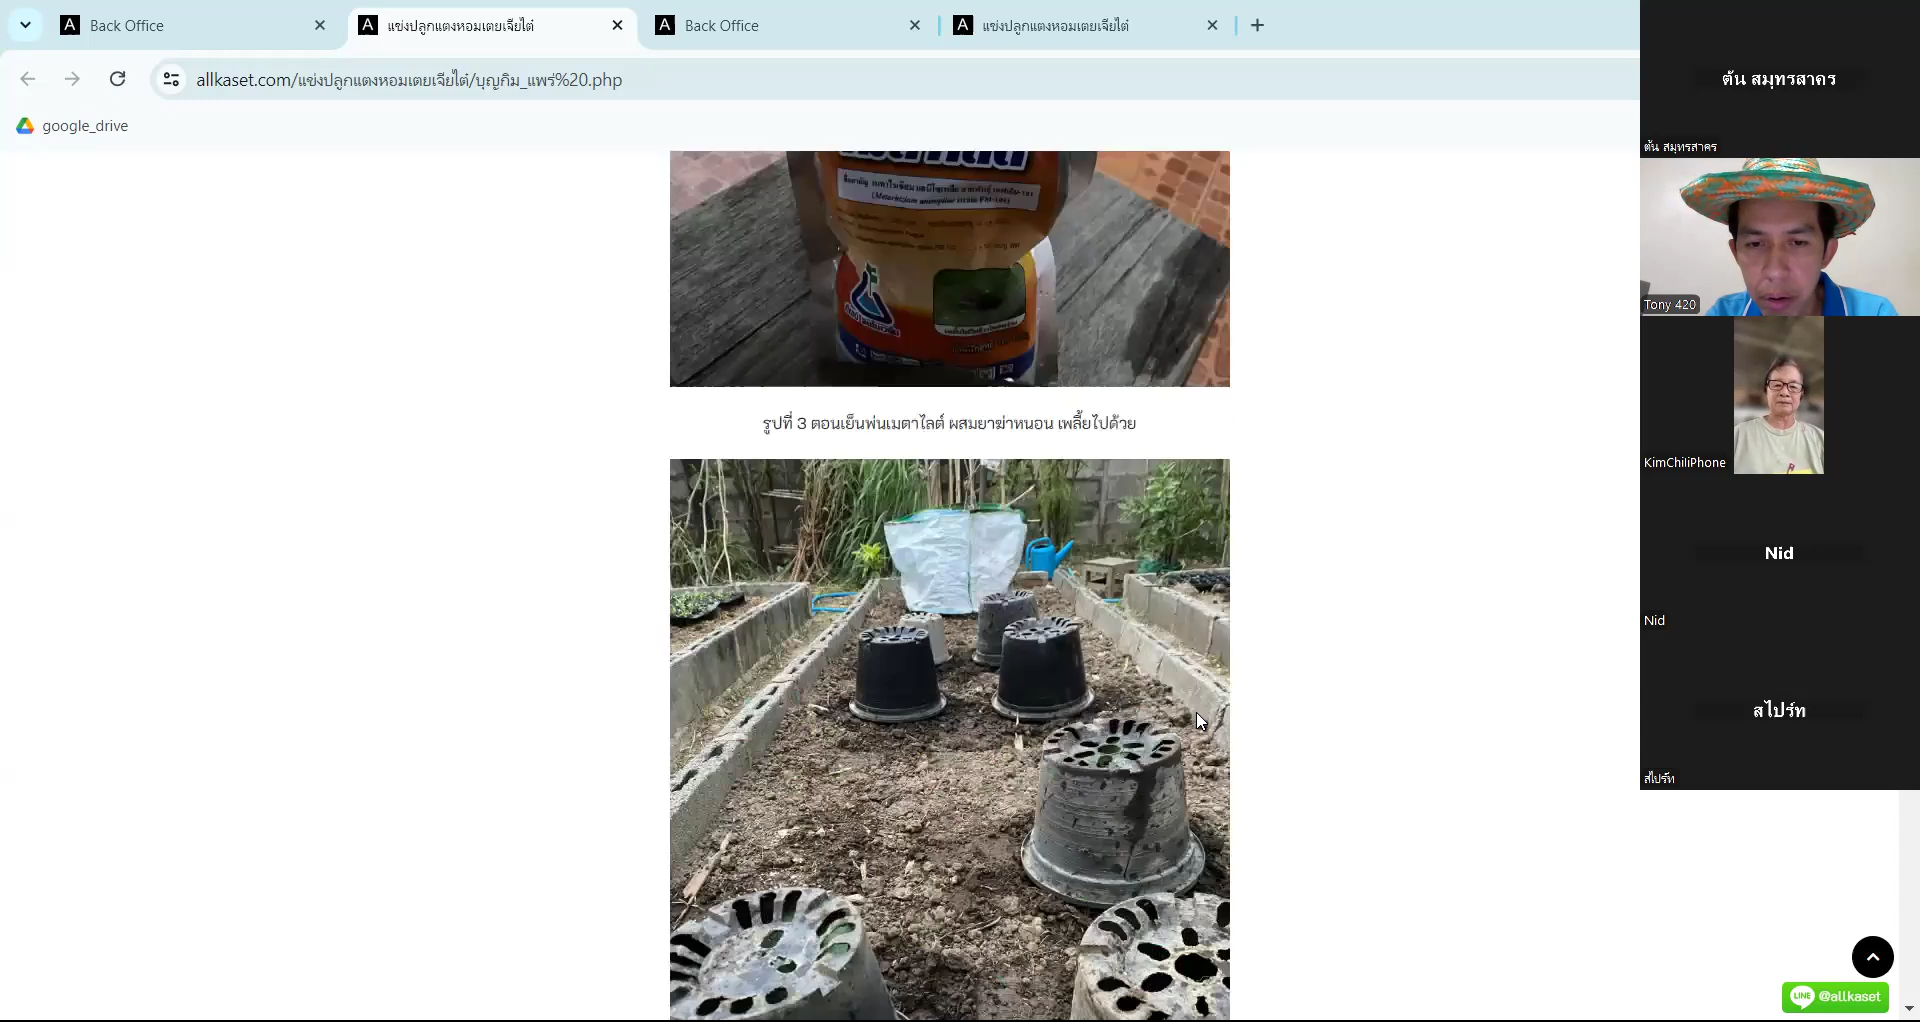 Back Office
แข่งปลูกแตงหอมเตยเจียไต๋
Back Office
แข่งปลูกแตงหอมเตยเจียไต๋
allkaset.com/แข่งปลูกแตงหอมเตยเจียไต๋/บุญกิม_แพร่%20.php
google_drive
รูปที่ 3 ตอนเย็นพ่นเมตาไลต์ ผสมยาฆ่าหนอน เพลี้ยไปด้วย
ต้น สมุทรสาคร
ต้น สมุทรสาคร
Tony 420
KimChiliPhone
Nid
Nid
สไปร์ท
สไปร์ท
LINE @allkaset